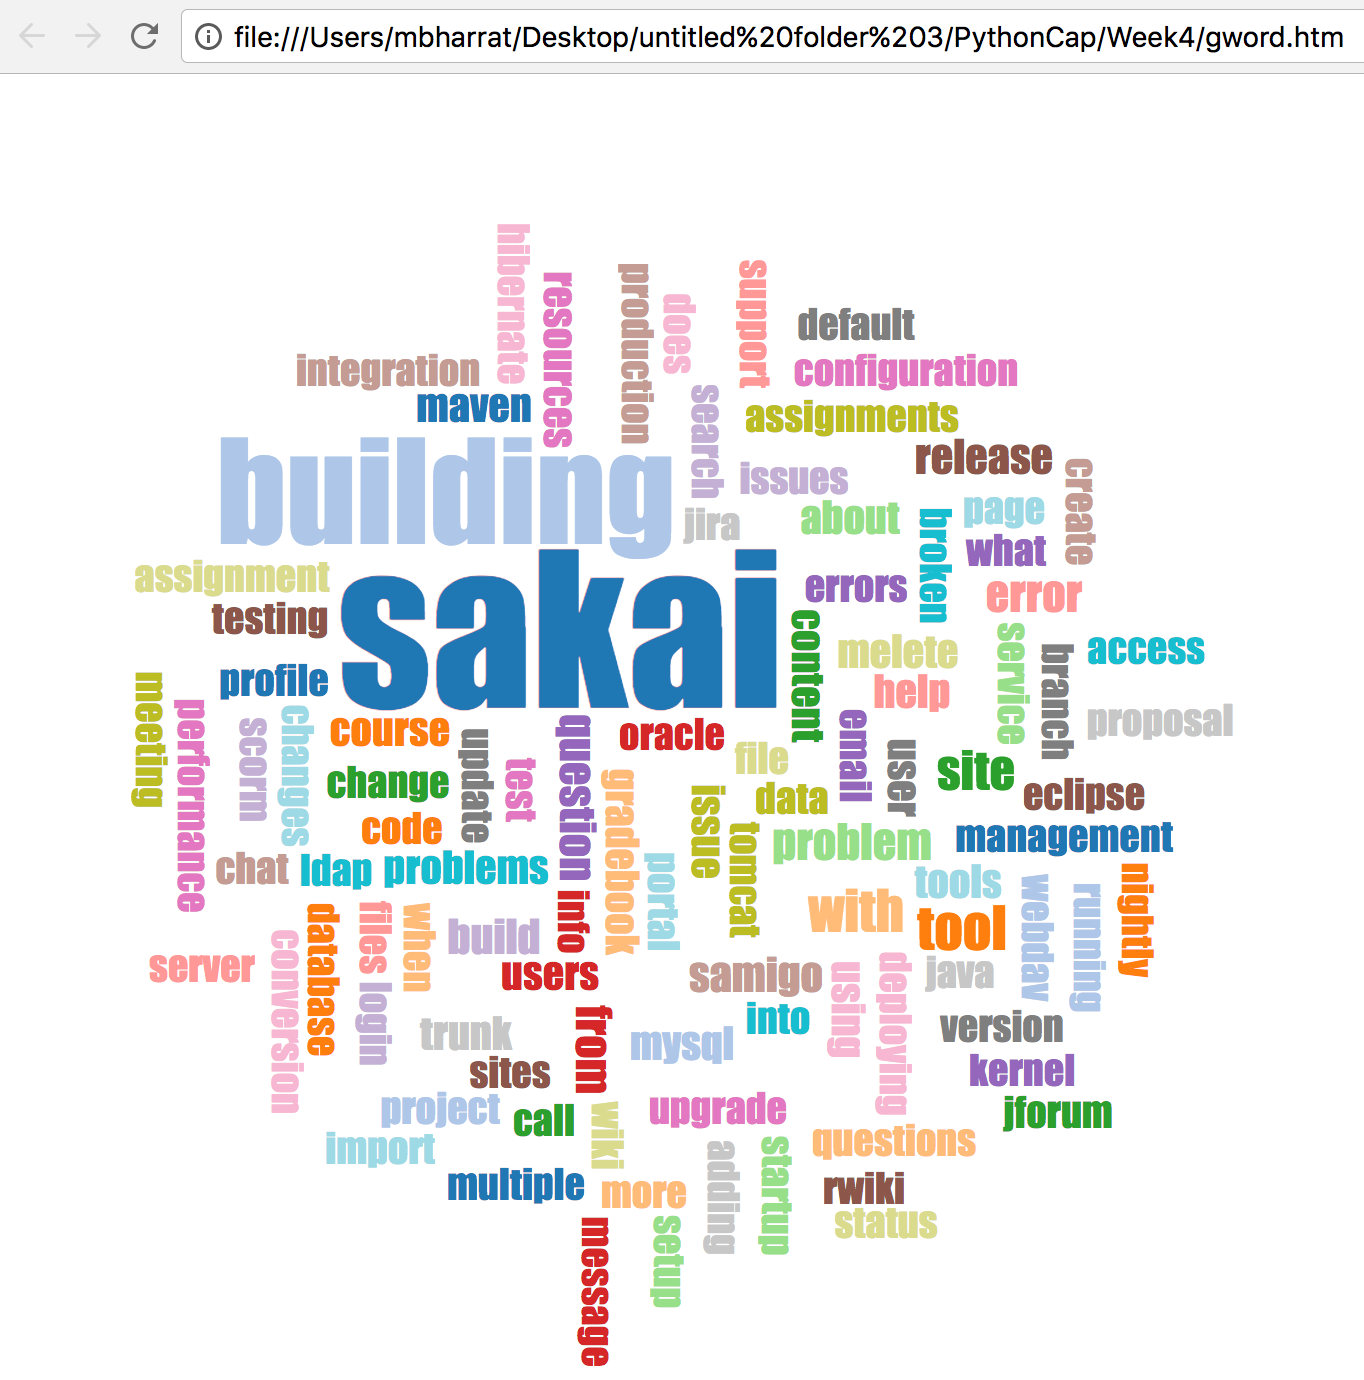 file:///Users/mbharrat/Desktop/untitled%20folder%203/PythonCap/Week4/gword.htm
hibernate
resources
production
does
support
default
integration
configuration
maven
search
assignments
building
release
issues
create
jira
about
broken
page
what
sakai
assignment
errors
error
testing
content
melete
service
branch
access
profile
help
meeting
performance
scorm
changes
course
update
question
oracle
file
email
user
proposal
site
change
test
gradebook
issue
data
eclipse
code
tomcat
problem
management
chat
ldap
problems
portal
tools
nightly
info
with
tool
webdav
running
database
files
when
build
conversion
server
users
samigo
using
deploying
java
login
trunk
from
mysql
into
version
sites
kernel
project
call
wiki
upgrade
jforum
import
adding
startup
questions
multiple
more
rwiki
status
message
setup